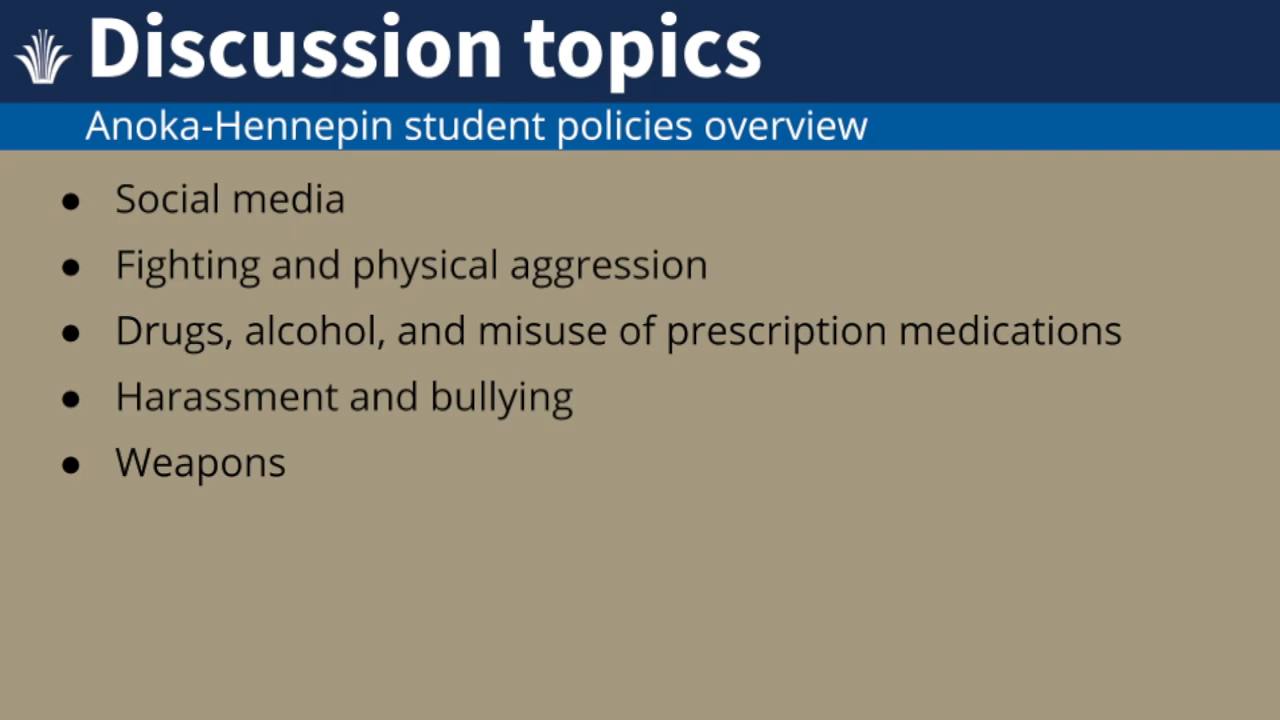 Discussion topics
Anoka-Hennepin student policies overview
● Social media
● Fighting and physical aggression
● Drugs, alcohol, and misuse of prescription medications
● Harassment and bullying
● Weapons